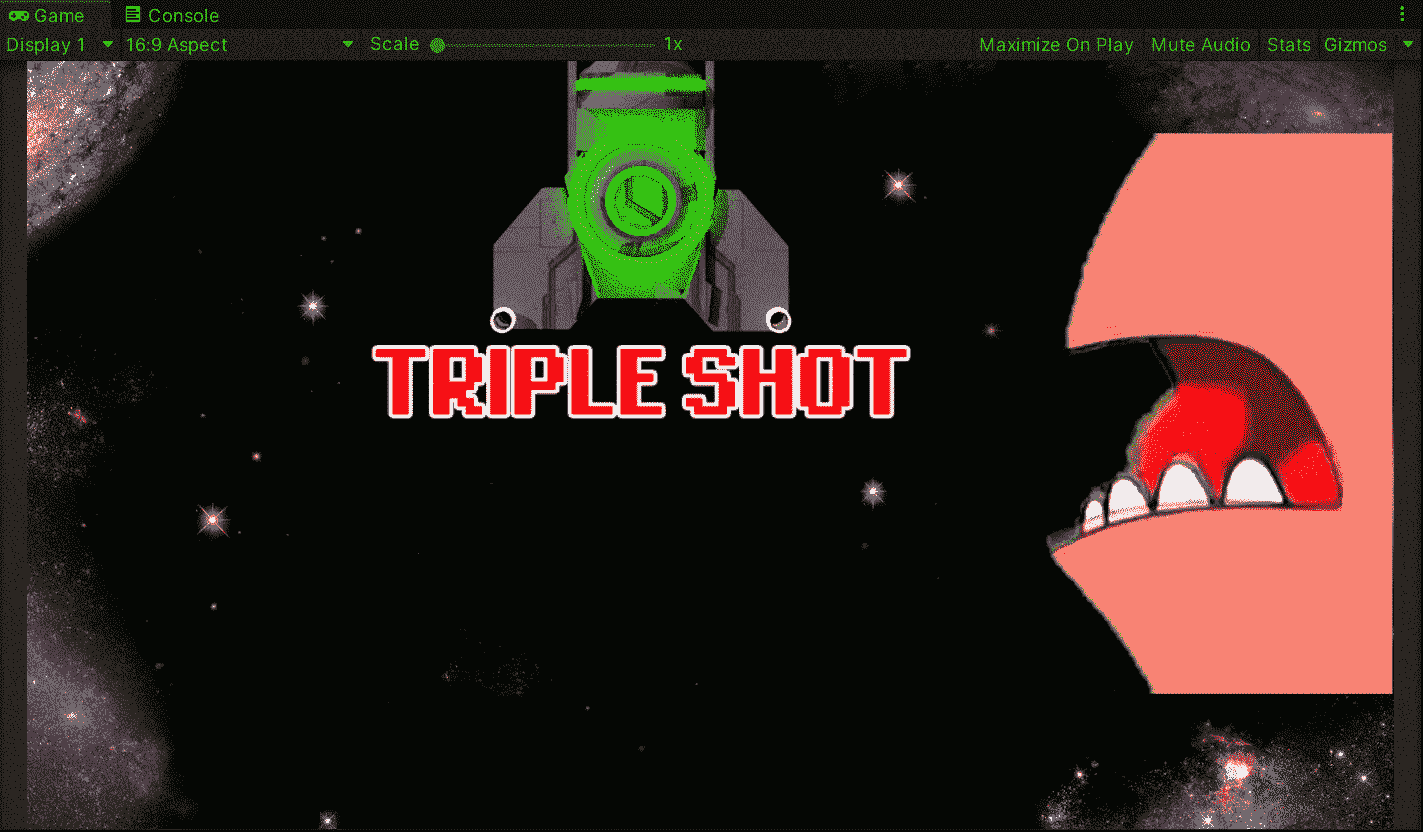 Game Console
Display 1 16:9 Aspect Scale 1x Maximize On Play Mute Audio Stats Gizmos
TRIPLE SHOT